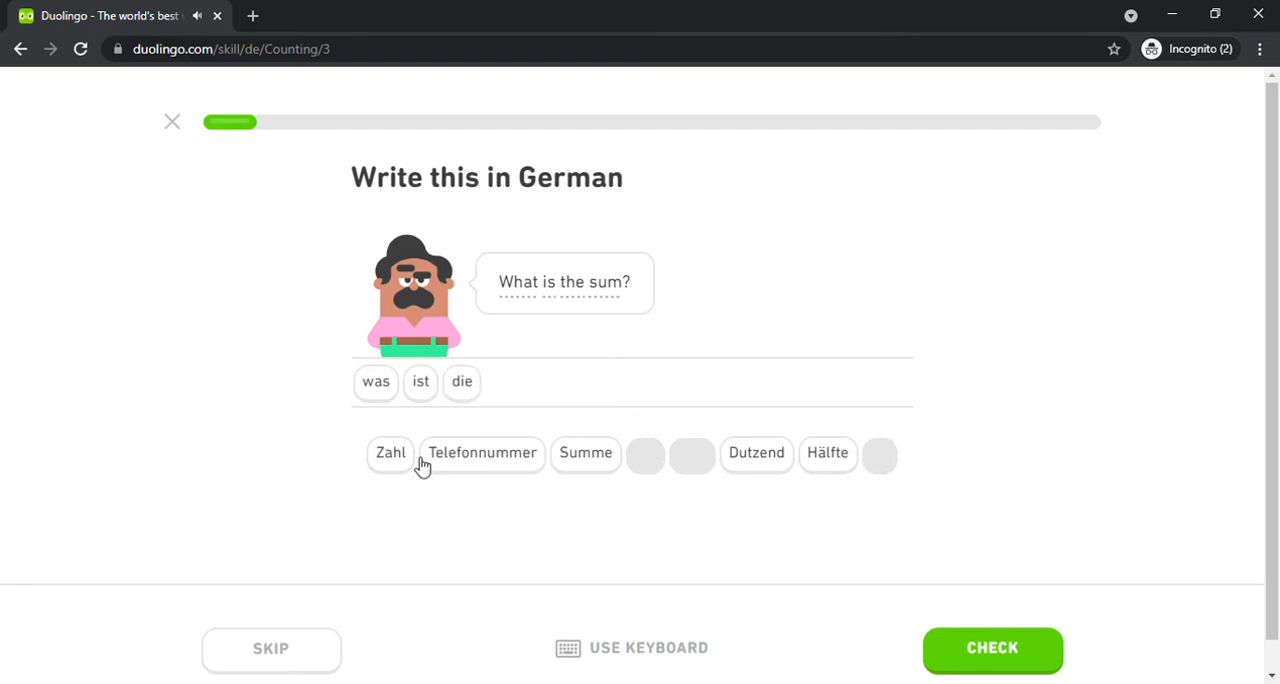 Duolingo - The world's best
duolingo.com/skill/de/Counting/3
Incognito (2)
Write this in German
What is the sum?
was ist die
Zahl Telefonnummer Summe Dutzend Hälfte
SKIP USE KEYBOARD CHECK